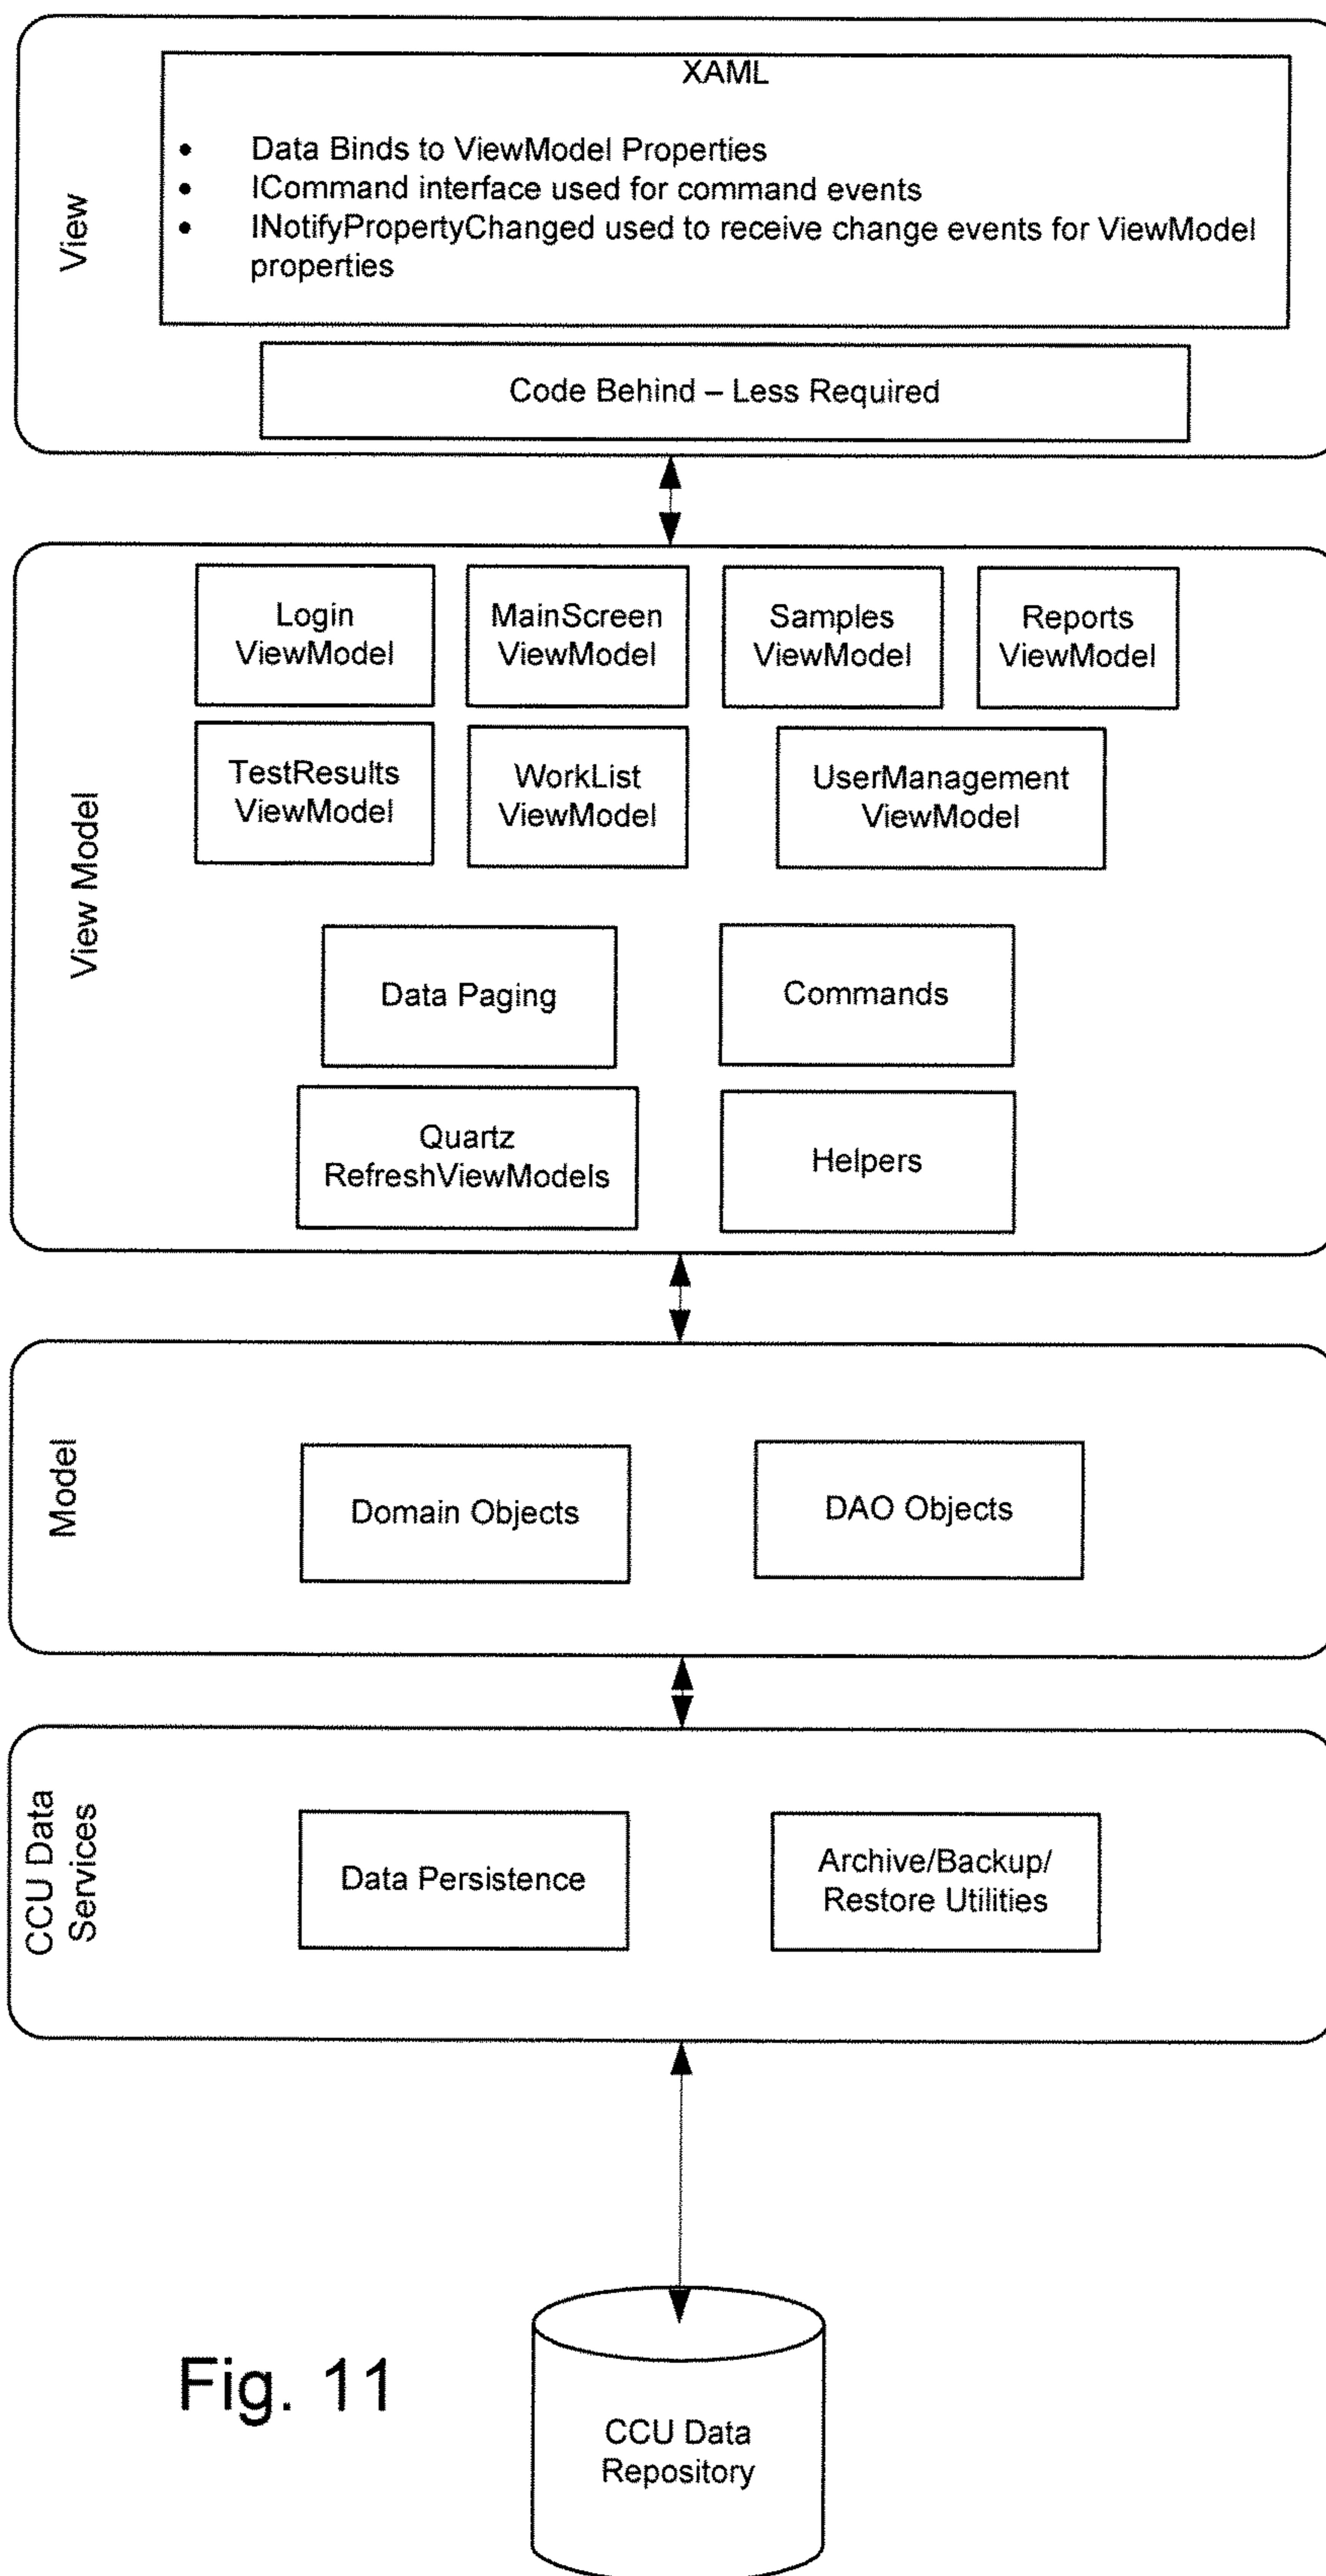 XAML
• Data Binds to ViewModel Properties
• ICommand interface used for command events
• INotifyPropertyChanged used to receive change events for ViewModel
properties
View
Code Behind – Less Required
Login
ViewModel
MainScreen
ViewModel
Samples
ViewModel
Reports
ViewModel
TestResults
ViewModel
WorkList
ViewModel
UserManagement
ViewModel
View Model
Data Paging
Commands
Quartz
RefreshViewModels
Helpers
Model
Domain Objects
DAO Objects
CCU Data
Services
Data Persistence
Archive/Backup/
Restore Utilities
Fig. 11
CCU Data
Repository